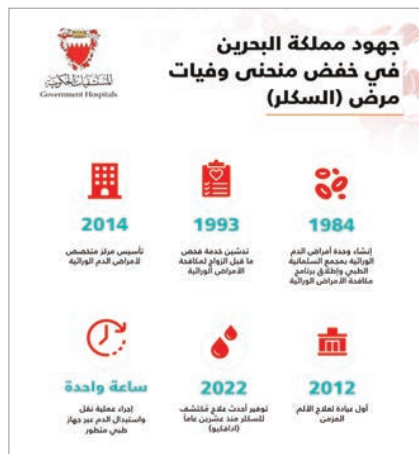 جهود مملكة البحرين
في خفض منحنى وفيات
مرض (السكلر)
المستشفيات الحكومية
Government Hospitals
1984
إنشاء وحدة أمراض الدم
الوراثية بمجمع السلمانية
الطبي وإطلاق برنامج
مكافحة الأمراض الوراثية
1993
تدشين خدمة فحص
ما قبل الزواج لمكافحة
الأمراض الوراثية
2014
تأسيس مركز متخصص
لأمراض الدم الوراثية
2012
أول عيادة لعلاج الألم
المزمن
2022
توفير أحدث علاج مُكتشف
للسكلر منذ عشرين عاماً
(ادافكيو)
ساعة واحدة
إجراء عملية نقل
واستبدال الدم عبر جهاز
طبي متطور